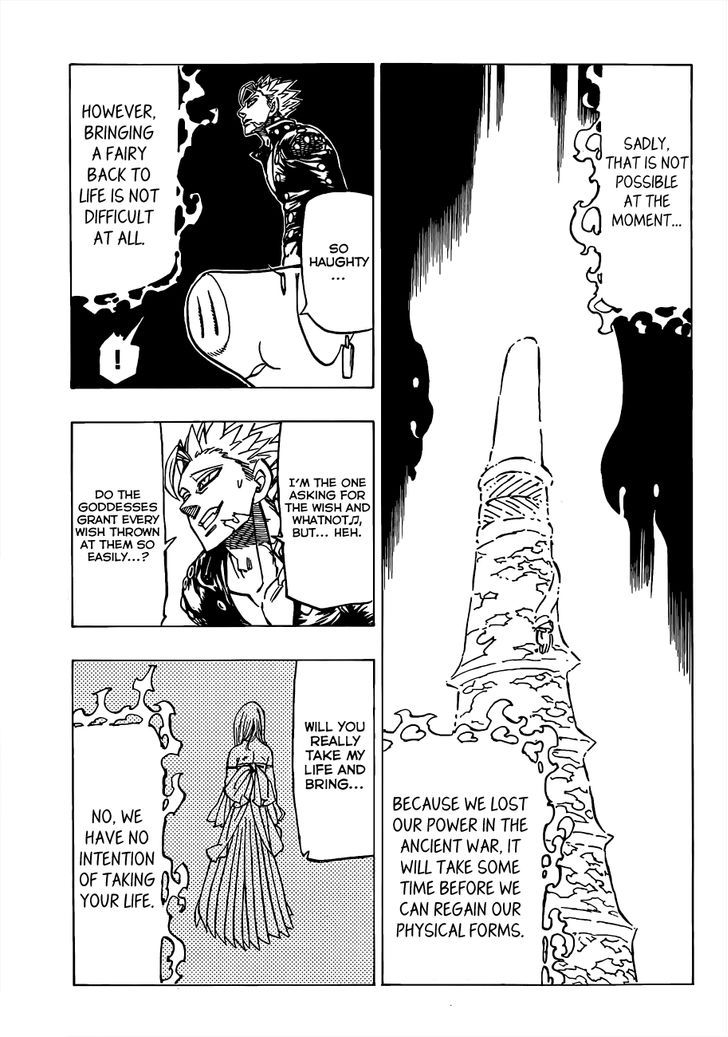 SADLY,
THAT IS NOT
POSSIBLE
AT THE
MOMENT...
BECAUSE WE LOST
OUR POWER IN THE
ANCIENT WAR, IT
WILL TAKE SOME
TIME BEFORE WE
CAN REGAIN OUR
PHYSICAL FORMS.
SO
HAUGHTY
...
HOWEVER,
BRINGING
A FAIRY
BACK TO
LIFE IS NOT
DIFFICULT
AT ALL.
!
I'M THE ONE
ASKING FOR
THE WISH AND
WHATNOT♫,
BUT... HEH.
DO THE
GODDESSES
GRANT EVERY
WISH THROWN
AT THEM SO
EASILY...?
WILL YOU
REALLY
TAKE MY
LIFE AND
BRING...
NO, WE
HAVE NO
INTENTION
OF TAKING
YOUR LIFE.